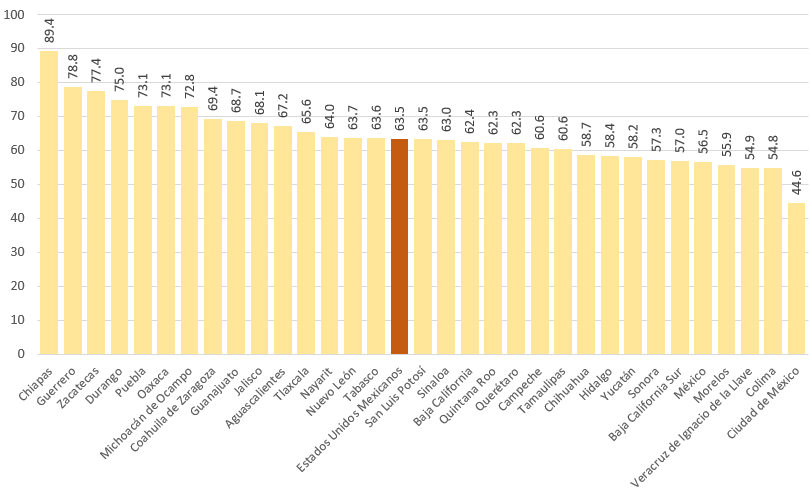 100
90
80
70
60
50
40
30
20
10
0
89.4
78.8
77.4
75.0
73.1
73.1
72.8
69.4
68.7
68.1
67.2
65.6
64.0
63.7
63.6
63.5
63.5
63.0
62.4
62.3
62.3
60.6
60.6
58.7
58.4
58.2
57.3
57.0
56.5
55.9
54.9
54.8
44.6
Chiapas
Guerrero
Zacatecas
Durango
Puebla
Oaxaca
Michoacán de Ocampo
Coahuila de Zaragoza
Guanajuato
Jalisco
Aguascalientes
Tlaxcala
Nayarit
Nuevo León
Tabasco
Estados Unidos Mexicanos
San Luis Potosí
Sinaloa
Baja California
Quintana Roo
Querétaro
Campeche
Tamaulipas
Chihuahua
Hidalgo
Yucatán
Sonora
Baja California Sur
México
Morelos
Veracruz de Ignacio de la Llave
Colima
Ciudad de México